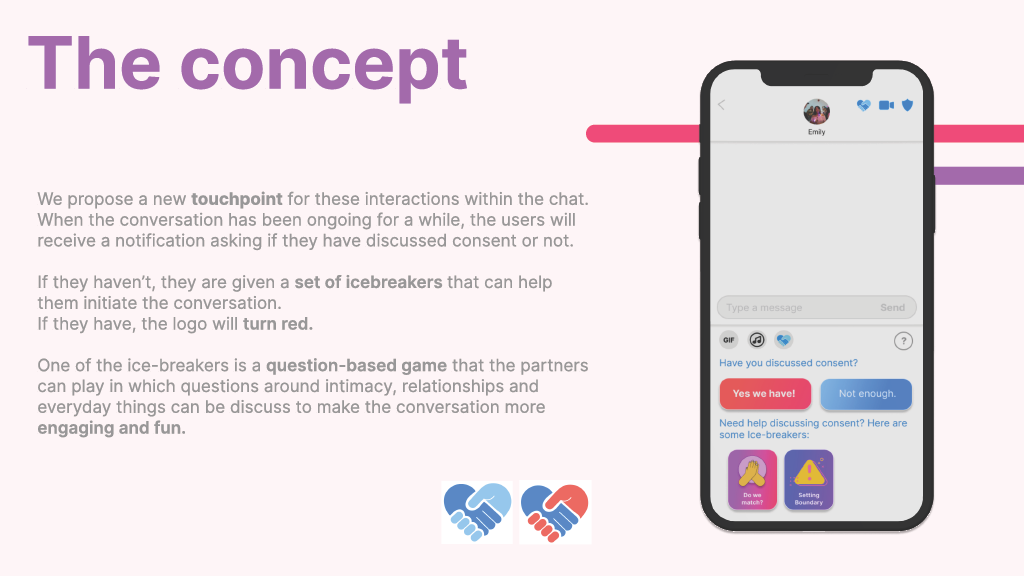 The concept
We propose a new touchpoint for these interactions within the chat.
When the conversation has been ongoing for a while, the users will
receive a notification asking if they have discussed consent or not.
If they haven't, they are given a set of icebreakers that can help
them initiate the conversation.
If they have, the logo will turn red.
One of the ice-breakers is a question-based game that the partners
can play in which questions around intimacy, relationships and
everyday things can be discuss to make the conversation more
engaging and fun.
Emily
Type a message
Send
GIF
?
Have you discussed consent?
Yes we have!
Not enough.
Need help discussing consent? Here are
some Ice-breakers:
Do we
match?
Setting
Boundary